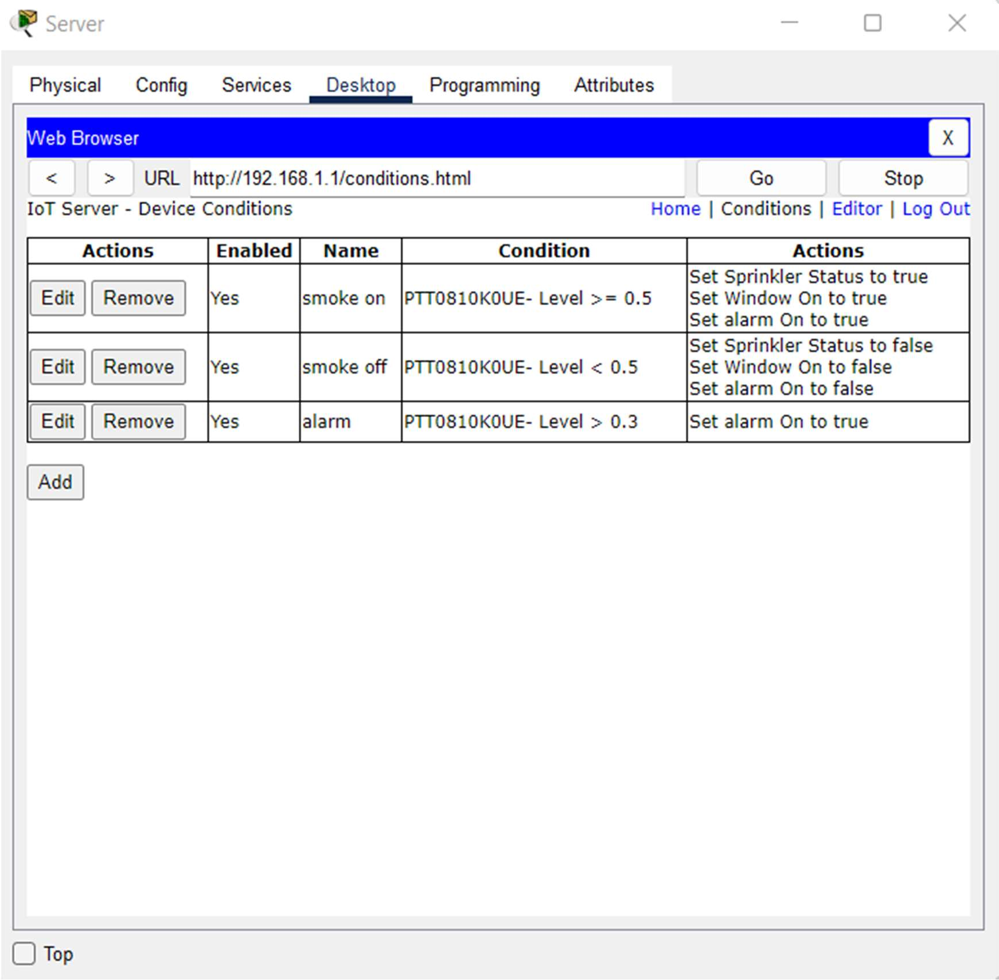 Server
Physical Config Services Desktop Programming Attributes
Web Browser X
< > URL http://192.168.1.1/conditions.html Go Stop
IoT Server - Device Conditions Home | Conditions | Editor | Log Out
Actions Enabled Name Condition Actions
Edit Remove Yes smoke on PTT0810K0UE- Level >= 0.5 Set Sprinkler Status to true
Set Window On to true
Set alarm On to true
Edit Remove Yes smoke off PTT0810K0UE- Level < 0.5 Set Sprinkler Status to false
Set Window On to false
Set alarm On to false
Edit Remove Yes alarm PTT0810K0UE- Level > 0.3 Set alarm On to true
Add
Top